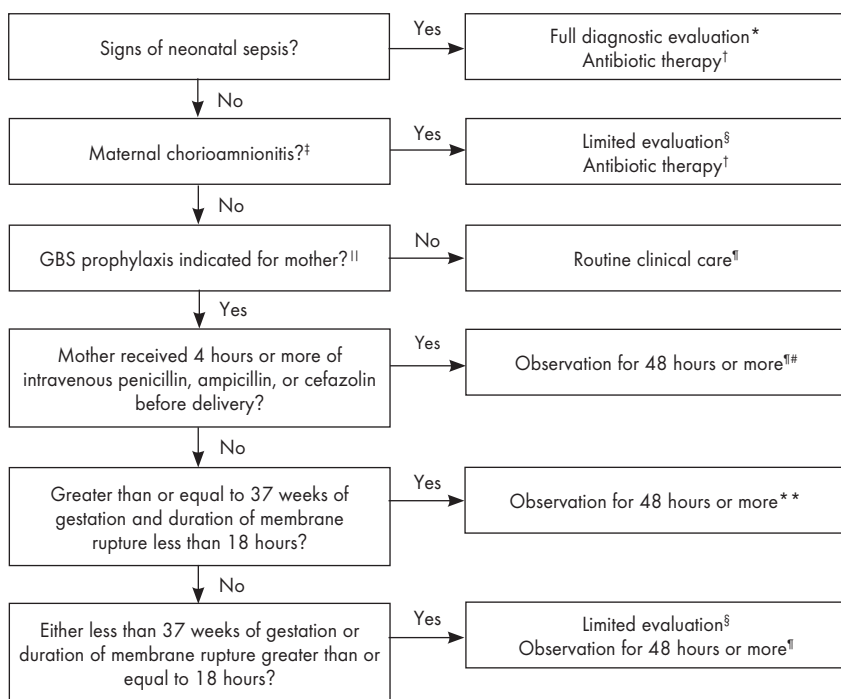 Signs of neonatal sepsis?
Yes
Full diagnostic evaluation*
Antibiotic therapy†
No
Maternal chorioamnionitis?‡
Yes
Limited evaluation§
Antibiotic therapy†
No
GBS prophylaxis indicated for mother?||
No
Routine clinical care¶
Yes
Mother received 4 hours or more of
intravenous penicillin, ampicillin, or cefazolin
before delivery?
Yes
Observation for 48 hours or more¶#
No
Greater than or equal to 37 weeks of
gestation and duration of membrane
rupture less than 18 hours?
Yes
Observation for 48 hours or more**
No
Either less than 37 weeks of gestation or
duration of membrane rupture greater than or
equal to 18 hours?
Yes
Limited evaluation§
Observation for 48 hours or more¶